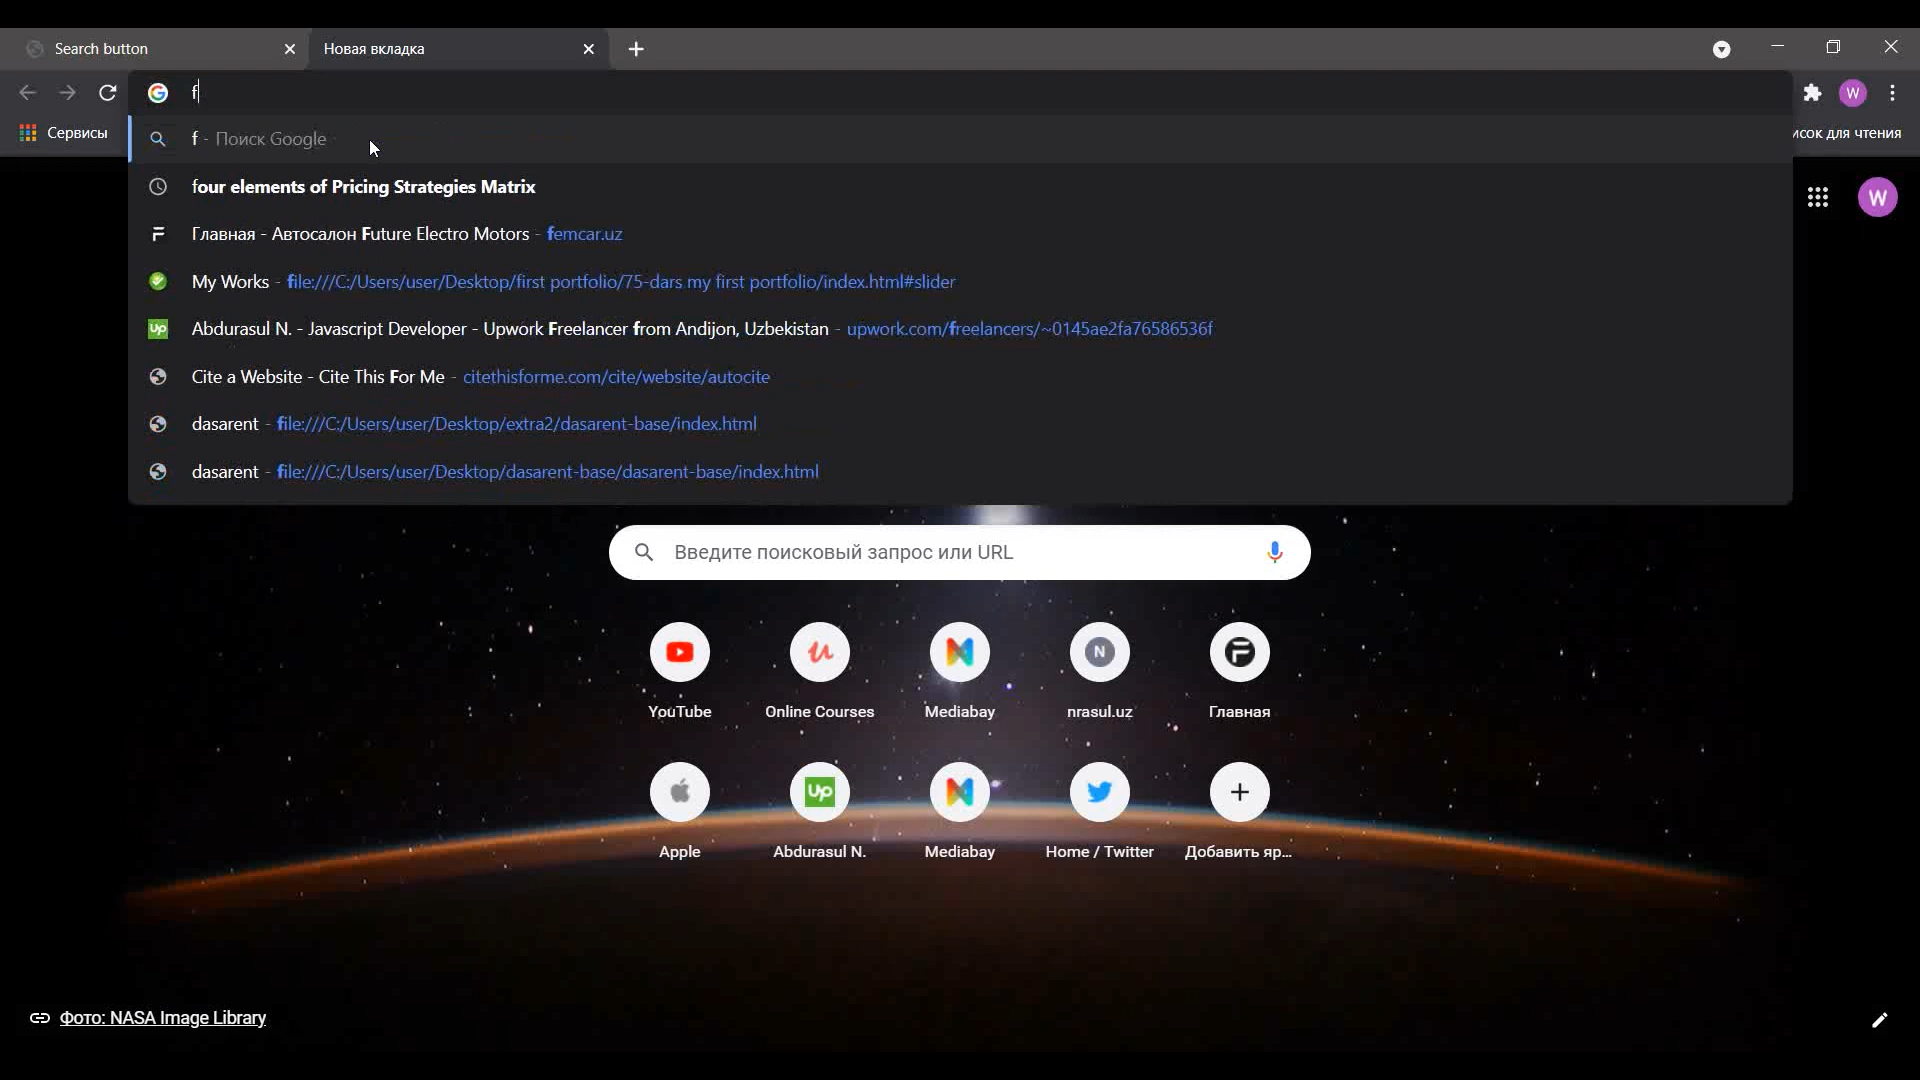 Search button
Новая вкладка
f
W
Сервисы
f - Поиск Google
исок для чтения
four elements of Pricing Strategies Matrix
W
Главная - Автосалон Future Electro Motors - femcar.uz
My Works - file:///C:/Users/user/Desktop/first portfolio/75-dars.my first portfolio/index.html#slider
up Abdurasul N. - Javascript Developer - Upwork Freelancer from Andijon, Uzbekistan - upwork.com/freelancers/~0145ae2fa76586536f
Cite a Website - Cite This For Me - citethisforme.com/cite/website/autocite
dasarent - file:///C:/Users/user/Desktop/extra2/dasarent-base/index.html
dasarent - file:///C:/Users/user/Desktop/dasarent-base/dasarent-base/index.html
Введите поисковый запрос или URL
N
YouTube Online Courses Mediabay nrasul.uz Главная
up
Apple Abdurasul N. Mediabay Home / Twitter Добавить яр...
Фото: NASA Image Library